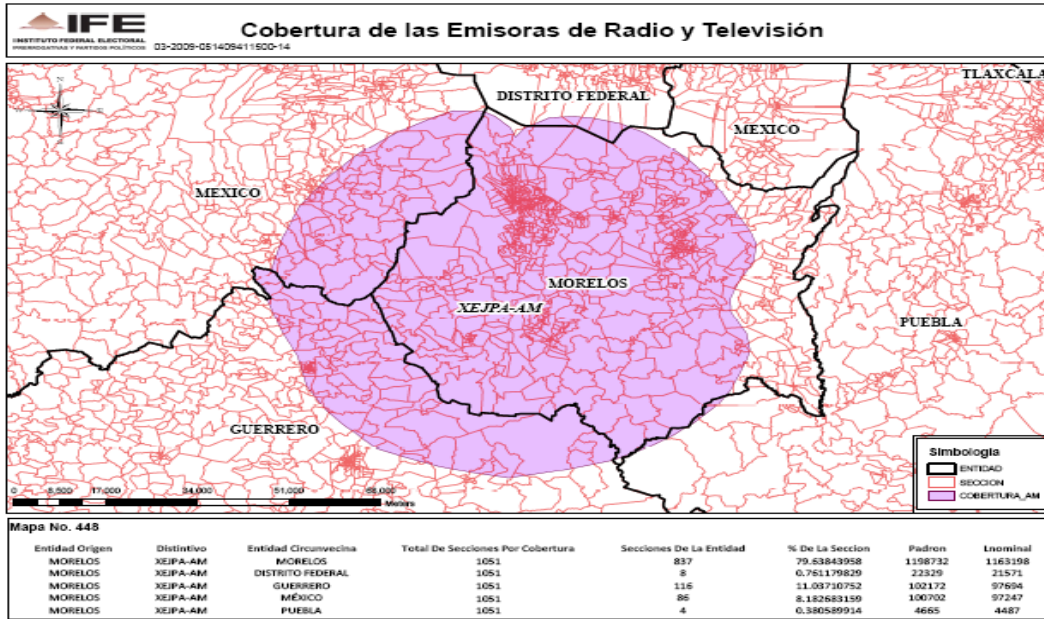 IFE
INSTITUTO FEDERAL ELECTORAL
PRERROGATIVAS Y PARTIDOS POLÍTICOS
03-2009-051409411500-14
Cobertura de las Emisoras de Radio y Televisión
TLAXCALA
DISTRITO FEDERAL
MEXICO
MEXICO
MORELOS
XEJPA-AM
PUEBLA
GUERRERO
Simbologia
ENTIDAD
SECCION
COBERTURA_AM
0 8,500 17,000 34,000 51,000 68,000
Meters
Mapa No. 448
Entidad Origen Distintivo Entidad Circunvecina Total De Secciones Por Cobertura Secciones De La Entidad % De La Seccion Padron Lnominal
MORELOS XEJPA-AM MORELOS 1051 837 79.63843958 1198732 1163198
MORELOS XEJPA-AM DISTRITO FEDERAL 1051 8 0.761179829 22329 21571
MORELOS XEJPA-AM GUERRERO 1051 116 11.03710752 102172 97694
MORELOS XEJPA-AM MÉXICO 1051 86 8.182683159 100702 97247
MORELOS XEJPA-AM PUEBLA 1051 4 0.380589914 4665 4487